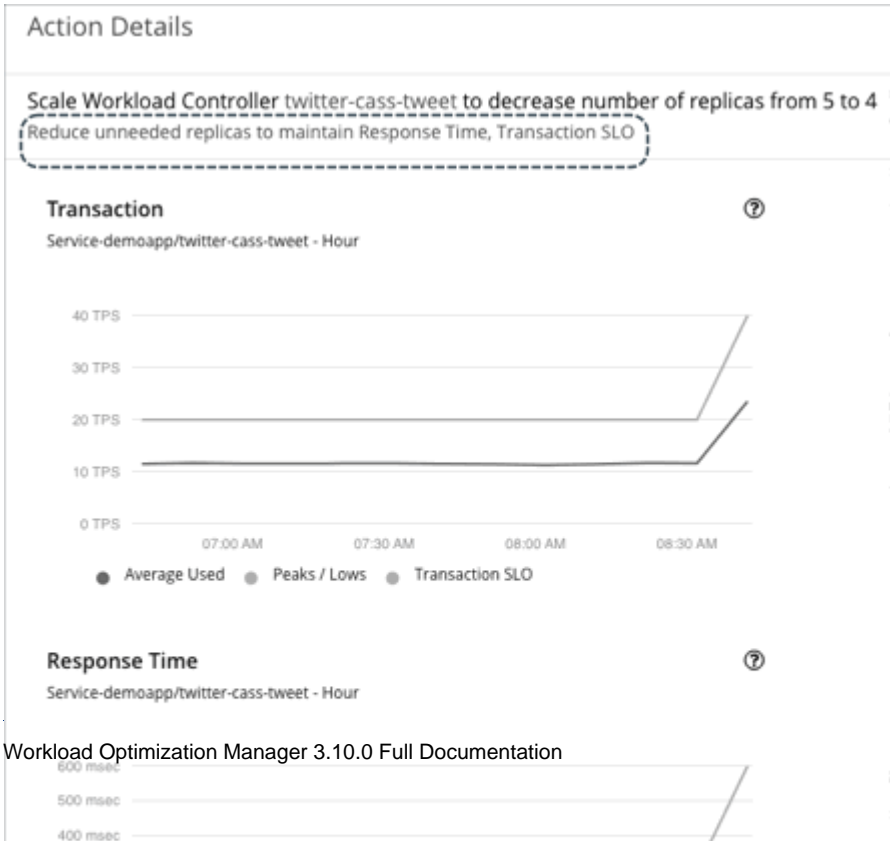 Action Details
Scale Workload Controller twitter-cass-tweet to decrease number of replicas from 5 to 4
Reduce unneeded replicas to maintain Response Time, Transaction SLO
Transaction
Service-demoapp/twitter-cass-tweet - Hour
40 TPS
30 TPS
20 TPS
10 TPS
0 TPS
07:00 AM 07:30 AM 08:00 AM 08:30 AM
Average Used Peaks / Lows Transaction SLO
Response Time
Service-demoapp/twitter-cass-tweet - Hour
Workload Optimization Manager 3.10.0 Full Documentation
600 msec
500 msec
400 msec